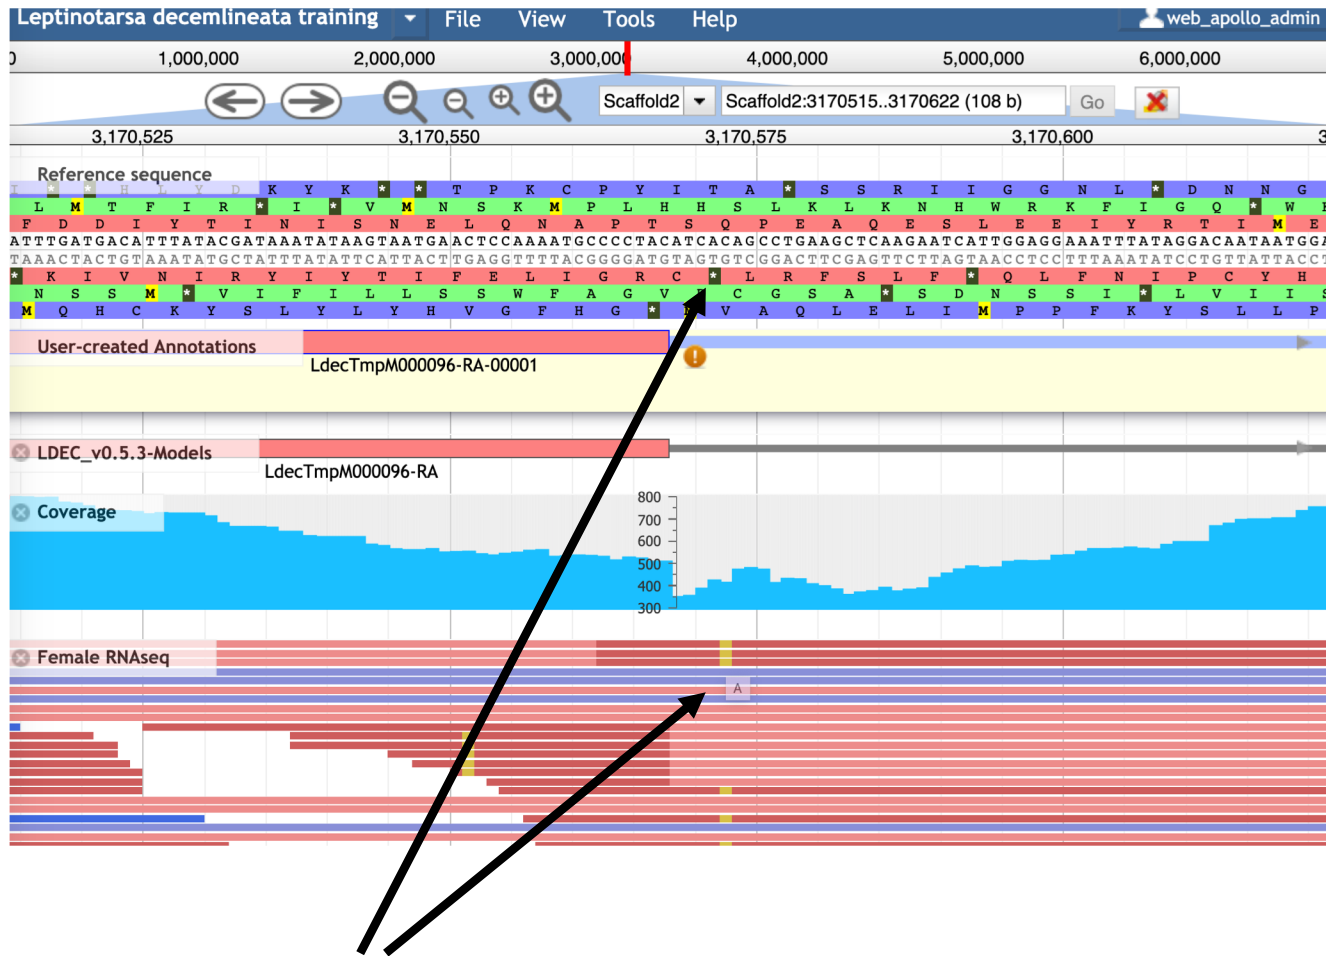 Leptinotarsa decemlineata training File View Tools Help web_apollo_admin
0 1,000,000 2,000,000 3,000,000 4,000,000 5,000,000 6,000,000
Scaffold2 Scaffold2:3170515..3170622 (108 b) Go
3,170,525 3,170,550 3,170,575 3,170,600 3
Reference sequence
I * * H L Y D K Y K * * T P K C P Y I T A * S S R I I G G N L * D N N G
L M T F I R * I * V M N S K M P L H H S L K L K N H W R K F I G Q * W
F D D I Y T I N I S N E L Q N A P T S Q P E A Q E S L E E I Y R T I M E
ATTTGATGACATTTATACGATAAATATAAGTAATGAACTCCAAAATGCCCCTACATCACAGCCTGAAGCTCAAGAATCATTGGAGGAAATTTATAGGACAATAATGGA
TAAACTACTGTAAATATGCTATTTATATTCATTACTTGAGGTTTTACGGGGATGTAGTGTCGGACTTCGAGTTCTTAGTAACCTCCTTTAAATATCCTGTTATTACCT
* K I V N I R Y I Y T I F E L I G R C * L R F S L F * Q L F N I P C Y H
N S S M * V I F I L L S S W F A G V C G S A * S D N S S I * L V I I S
M Q H C K Y S L Y L Y H V G F H G * V A Q L E L I M P P F K Y S L L P
User-created Annotations
LdecTmpM000096-RA-00001
LDEC_v0.5.3-Models
LdecTmpM000096-RA
Coverage
800
700
600
500
400
300
Female RNAseq
A